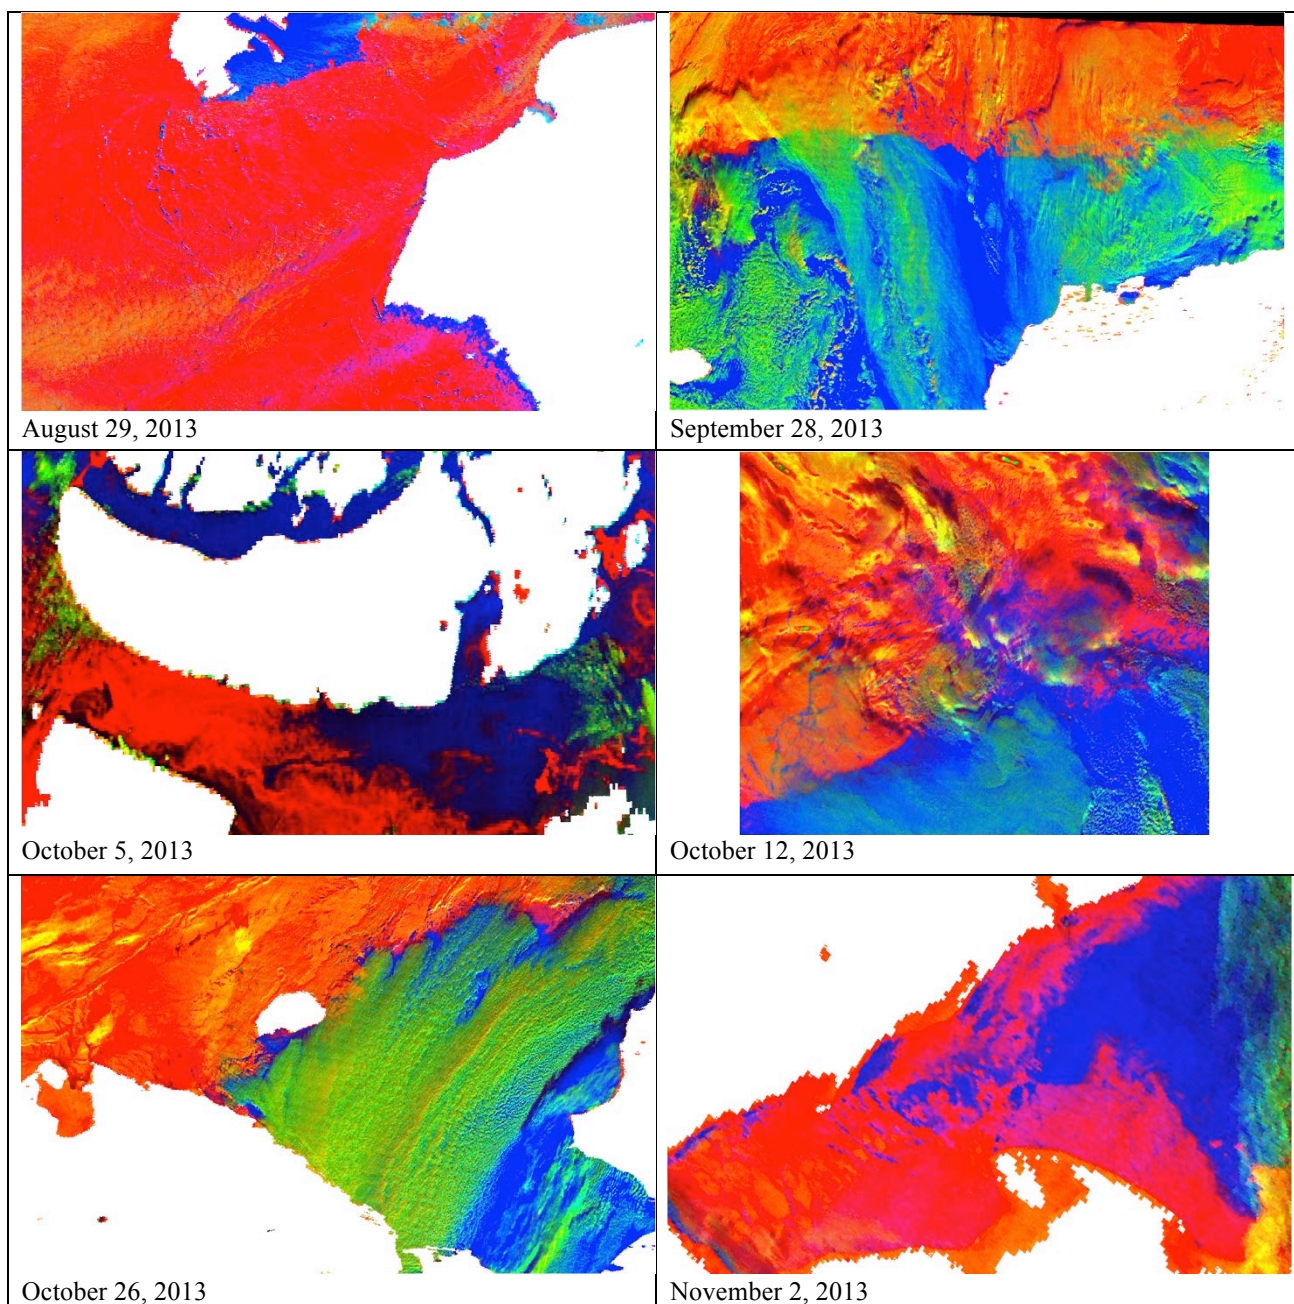 August 29, 2013
September 28, 2013
October 5, 2013
October 12, 2013
October 26, 2013
November 2, 2013